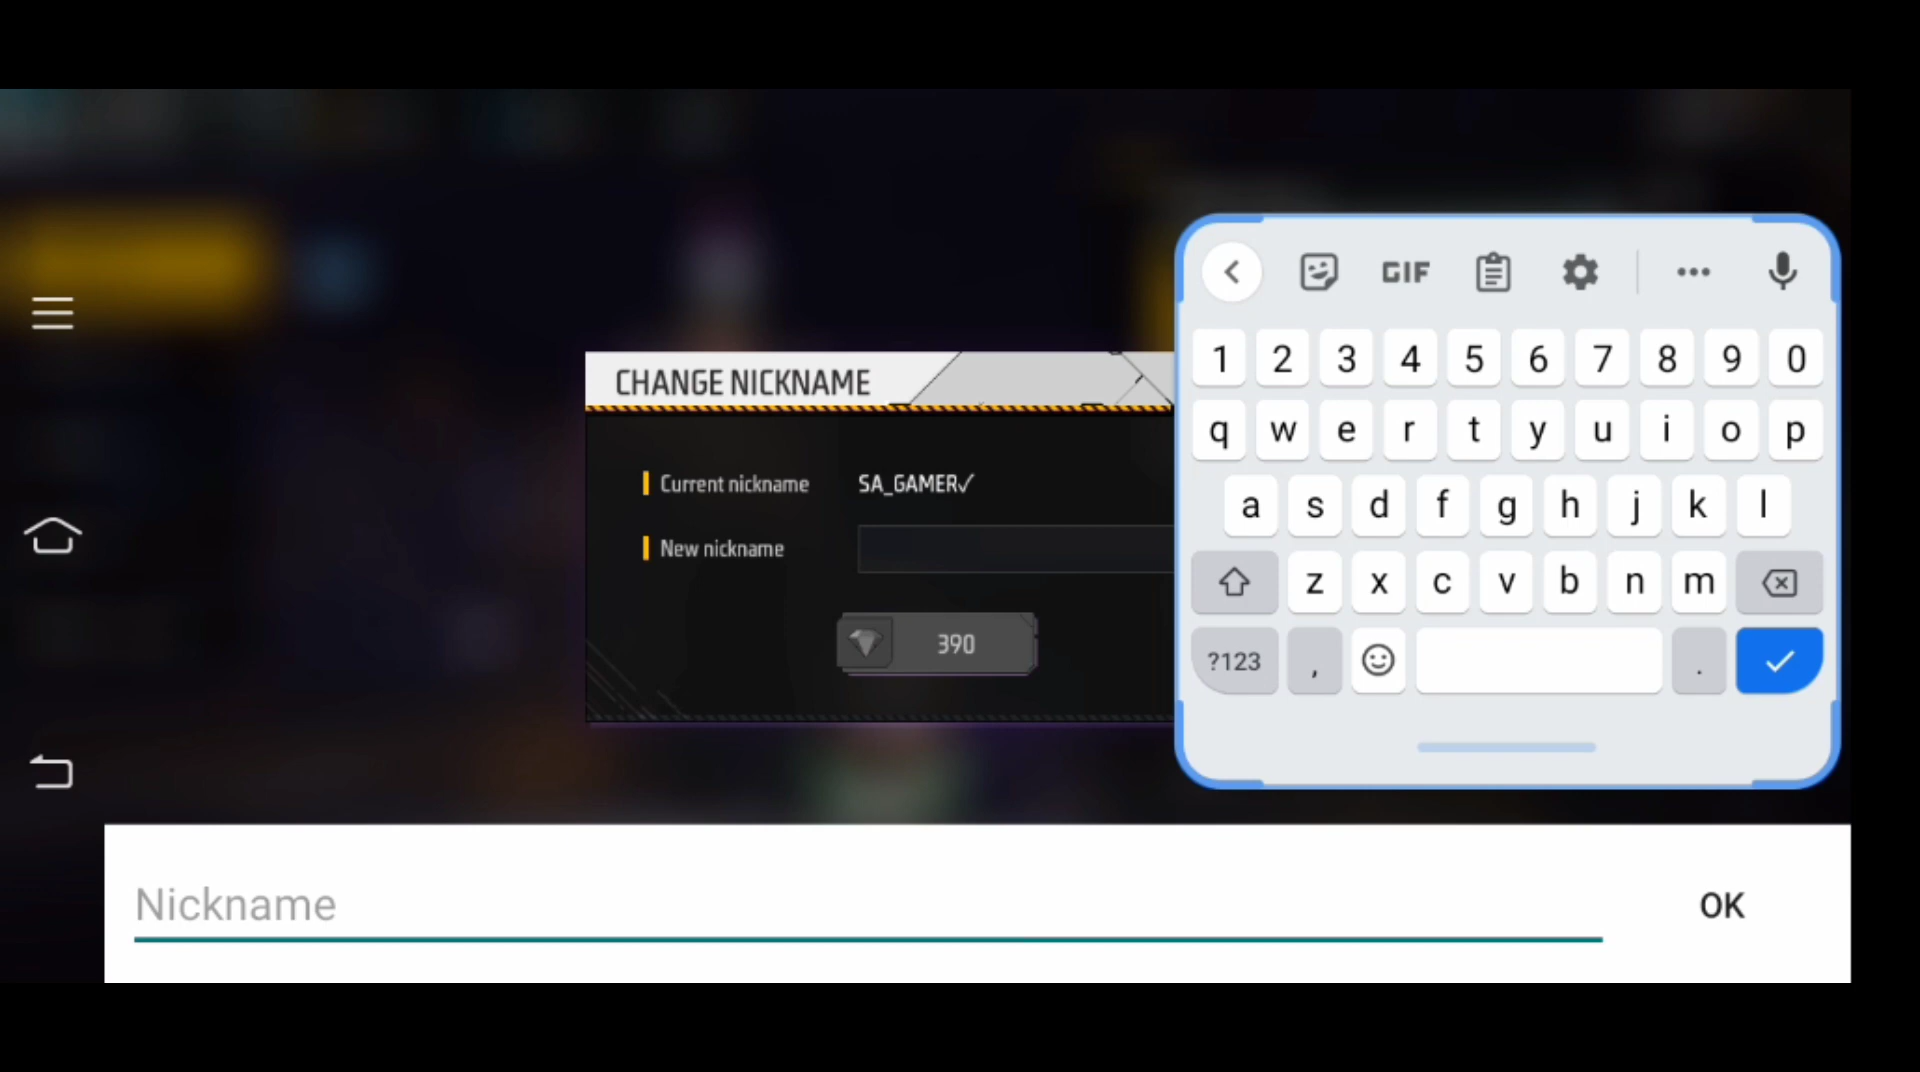 CHANGE NICKNAME
Current nickname SA_GAMER✓
New nickname
390
GIF
1 2 3 4 5 6 7 8 9 0
q w e r t y u i o p
a s d f g h j k l
z x c v b n m
?123 , .
Nickname
OK